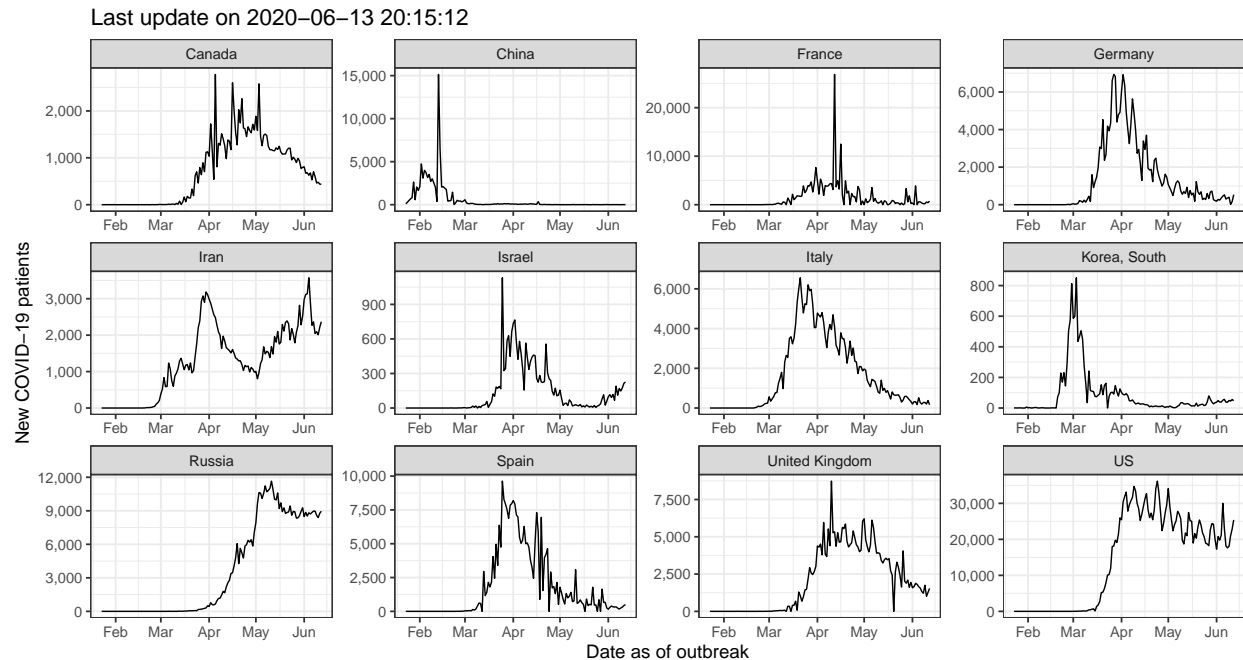 Last update on 2020−06−13 20:15:12
Canada
China
France
Germany
2,000
1,000
0
15,000
10,000
5,000
0
20,000
10,000
0
6,000
4,000
2,000
0
Feb Mar Apr May Jun
Feb Mar Apr May Jun
Feb Mar Apr May Jun
Feb Mar Apr May Jun
New COVID−19 patients
Iran
Israel
Italy
Korea, South
3,000
2,000
1,000
0
900
600
300
0
6,000
4,000
2,000
0
800
600
400
200
0
Feb Mar Apr May Jun
Feb Mar Apr May Jun
Feb Mar Apr May Jun
Feb Mar Apr May Jun
Russia
Spain
United Kingdom
US
12,000
9,000
6,000
3,000
0
10,000
7,500
5,000
2,500
0
7,500
5,000
2,500
0
30,000
20,000
10,000
0
Feb Mar Apr May Jun
Feb Mar Apr May Jun
Feb Mar Apr May Jun
Feb Mar Apr May Jun
Date as of outbreak